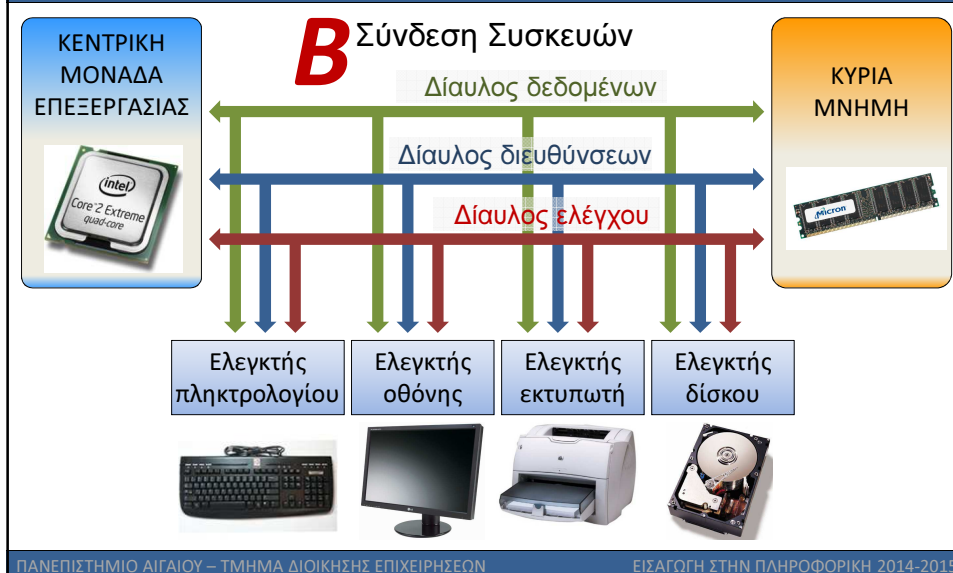 B Σύνδεση Συσκευών
ΚΕΝΤΡΙΚΗ
ΜΟΝΑΔΑ
ΕΠΕΞΕΡΓΑΣΙΑΣ
intel
Core 2 Extreme
quad-core
Δίαυλος δεδομένων
Δίαυλος διευθύνσεων
Δίαυλος ελέγχου
ΚΥΡΙΑ
ΜΝΗΜΗ
Micron
Ελεγκτής
πληκτρολογίου
Ελεγκτής
οθόνης
Ελεγκτής
εκτυπωτή
Ελεγκτής
δίσκου
ΠΑΝΕΠΙΣΤΗΜΙΟ ΑΙΓΑΙΟΥ – ΤΜΗΜΑ ΔΙΟΙΚΗΣΗΣ ΕΠΙΧΕΙΡΗΣΕΩΝ
ΕΙΣΑΓΩΓΗ ΣΤΗΝ ΠΛΗΡΟΦΟΡΙΚΗ 2014-2015